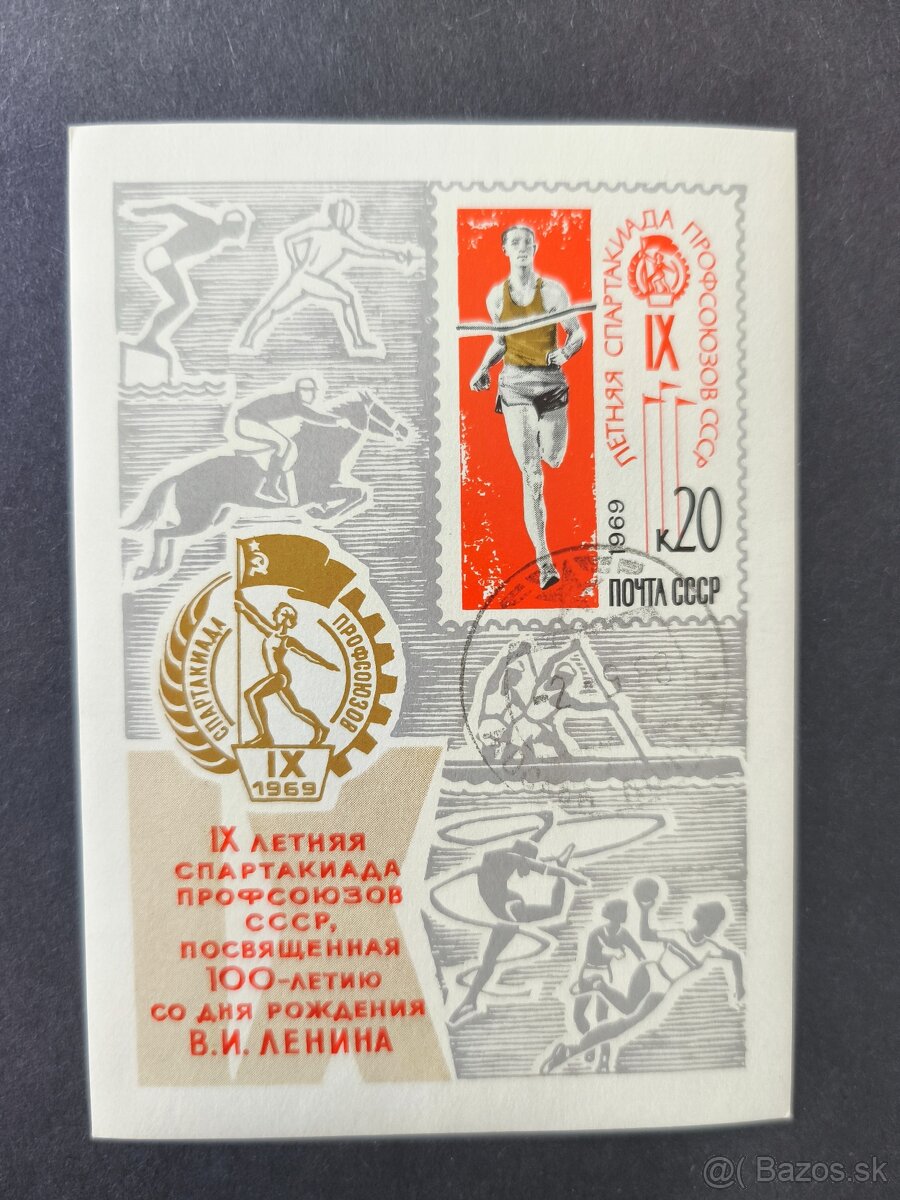 ЛЕТНЯЯ СПАРТАКИАДА ПРОФСОЮЗОВ СССР
IX
1969
К20
ПОЧТА СССР
СПАРТАКИАДА
ПРОФСОЮЗОВ
IX
1969
IX ЛЕТНЯЯ
СПАРТАКИАДА
ПРОФСОЮЗОВ
СССР,
ПОСВЯЩЕННАЯ
100-ЛЕТИЮ
СО ДНЯ РОЖДЕНИЯ
В.И. ЛЕНИНА
@( Bazos.sk